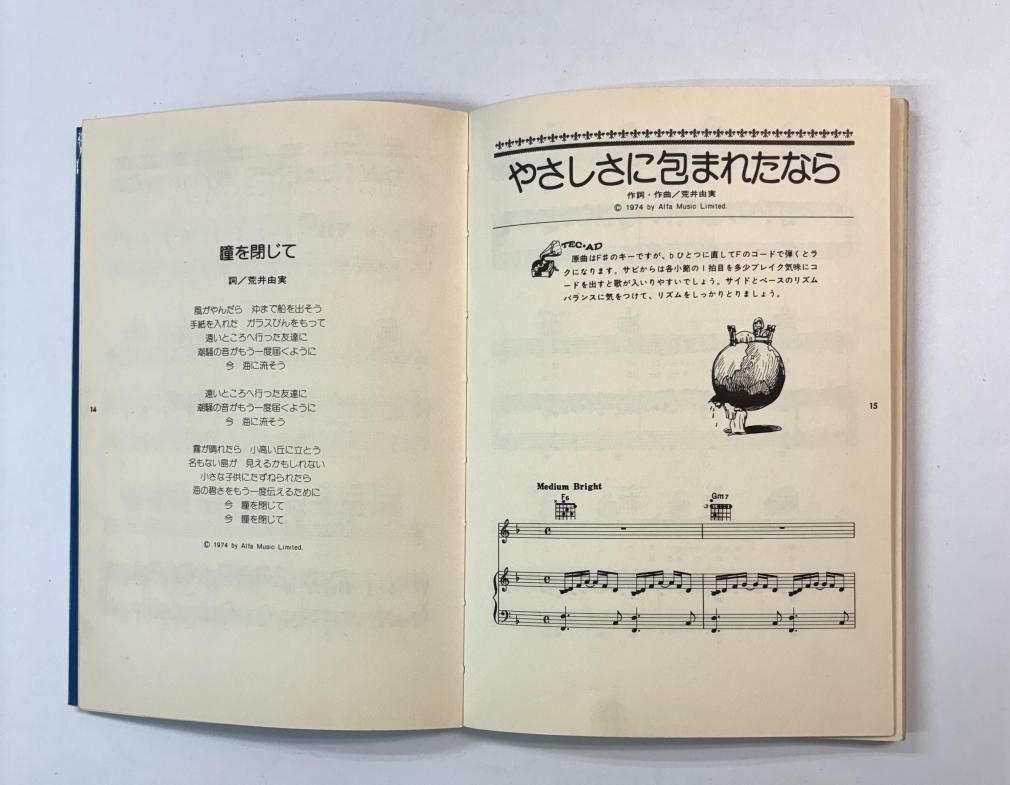 瞳を閉じて
詞／荒井由実
風がやんだら　沖まで船を出そう
手紙を入れた　ガラスびんをもって
遠いところへ行った友達に
潮騒の音がもう一度届くように
今　海に流そう
遠いところへ行った友達に
潮騒の音がもう一度届くように
今　海に流そう
霧が晴れたら　小高い丘に立とう
名もない島が　見えるかもしれない
小さな子供にたずねられたら
海の碧さをもう一度伝えるために
今　瞳を閉じて
今　瞳を閉じて
© 1974 by Alfa Music Limited.
14
やさしさに包まれたなら
作詞・作曲／荒井由実
© 1974 by Alfa Music Limited.
TEC・AD
原曲はF#のキーですが、bひとつに直してFのコードで弾くとラ
クになります。サビからは各小節の1拍目を多少ブレイク気味にコ
ードを出すと歌が入いりやすいでしょう。サイドとベースのリズム
バランスに気をつけて、リズムをしっかりとりましょう。
15
Medium Bright
F6
Gm7